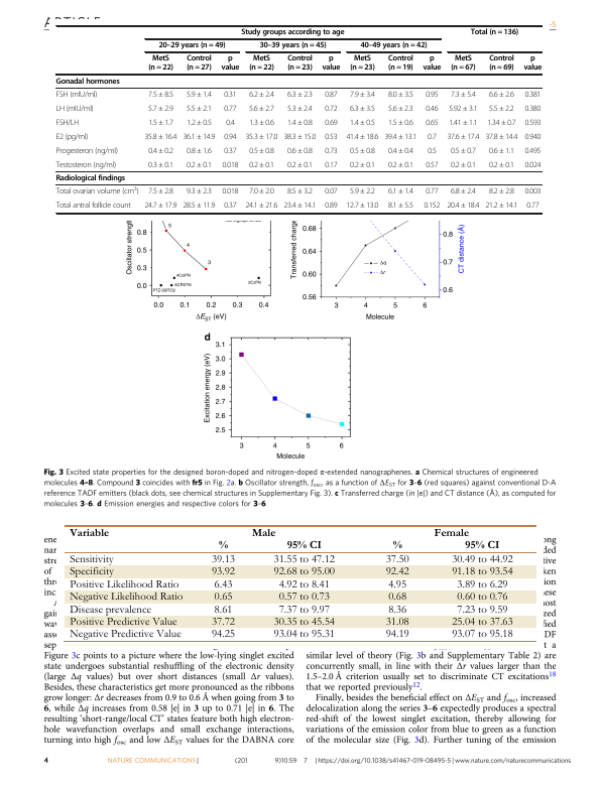 Study groups according to age Total (n = 136)
20–29 years (n = 49) 30–39 years (n = 45) 40–49 years (n = 42)
MetS (n = 22) Control (n = 27) p value MetS (n = 22) Control (n = 23) p value MetS (n = 23) Control (n = 19) p value MetS (n = 67) Control (n = 69) p value
Gonadal hormones
FSH (mIU/ml) 7.5 ± 8.5 5.9 ± 1.4 0.31 6.2 ± 2.4 6.3 ± 2.3 0.87 7.9 ± 3.4 8.0 ± 3.5 0.95 7.3 ± 5.4 6.6 ± 2.6 0.381
LH (mIU/ml) 5.7 ± 2.9 5.5 ± 2.1 0.77 5.6 ± 2.7 5.3 ± 2.4 0.72 6.3 ± 3.5 5.6 ± 2.3 0.46 5.92 ± 3.1 5.5 ± 2.2 0.380
FSH/LH 1.5 ± 1.7 1.2 ± 0.5 0.4 1.3 ± 0.6 1.4 ± 0.8 0.69 1.4 ± 0.5 1.5 ± 0.6 0.65 1.41 ± 1.1 1.34 ± 0.7 0.593
E2 (pg/ml) 35.8 ± 16.4 36.1 ± 14.9 0.94 35.3 ± 17.0 38.3 ± 15.0 0.53 41.4 ± 18.6 39.4 ± 13.1 0.7 37.6 ± 17.4 37.8 ± 14.4 0.940
Progesteron (ng/ml) 0.4 ± 0.2 0.8 ± 1.6 0.37 0.5 ± 0.8 0.6 ± 0.8 0.73 0.5 ± 0.8 0.4 ± 0.4 0.5 0.5 ± 0.7 0.6 ± 1.1 0.495
Testosteron (ng/ml) 0.3 ± 0.1 0.2 ± 0.1 0.018 0.2 ± 0.1 0.2 ± 0.1 0.17 0.2 ± 0.1 0.2 ± 0.1 0.57 0.2 ± 0.1 0.2 ± 0.1 0.024
Radiological findings
Total ovarian volume (cm³) 7.5 ± 2.8 9.3 ± 2.3 0.018 7.0 ± 2.0 8.5 ± 3.2 0.07 5.9 ± 2.2 6.1 ± 1.4 0.77 6.8 ± 2.4 8.2 ± 2.8 0.003
Total antral follicle count 24.7 ± 17.9 28.5 ± 11.9 0.37 24.1 ± 21.6 23.4 ± 14.1 0.89 12.7 ± 13.0 8.1 ± 5.5 0.152 20.4 ± 18.4 21.2 ± 14.1 0.77
Oscillator strengt
0.8 0.5 0.3 0.0
5 4 3
0.0 0.1 0.2 0.3 0.4
ΔE_ST (eV)
Transferred charge
0.68 0.64 0.60 0.56
Δq
Δr
3 4 5 6
Molecule
0.8 0.7 0.6
CT distance (Å)
d
Excitation energy (eV)
3.1 3.0 2.9 2.8 2.7 2.6 2.5
3 4 5 6
Molecule
Fig. 3 Excited state properties for the designed boron-doped and nitrogen-doped π-extended nanographenes. a Chemical structures of engineered
molecules 4–8. Compound 3 coincides with fr5 in Fig. 2a. b Oscillator strength, f_osc, as a function of ΔE_ST for 3–6 (red squares) against conventional D-A
reference TADF emitters (black dots, see chemical structures in Supplementary Fig. 3). c Transferred charge (in |e|) and CT distance (Å), as computed for
molecules 3–6. d Emission energies and respective colors for 3–6
Variable Male Female
% 95% CI % 95% CI
Sensitivity 39.13 31.55 to 47.12 37.50 30.49 to 44.92
Specificity 93.92 92.68 to 95.00 92.42 91.18 to 93.54
Positive Likelihood Ratio 6.43 4.92 to 8.41 4.95 3.89 to 6.29
Negative Likelihood Ratio 0.65 0.57 to 0.73 0.68 0.60 to 0.76
Disease prevalence 8.61 7.37 to 9.97 8.36 7.23 to 9.59
Positive Predictive Value 37.72 30.35 to 45.54 31.08 25.04 to 37.63
Negative Predictive Value 94.25 93.04 to 95.31 94.19 93.07 to 95.18
Figure 3c points to a picture where the low-lying singlet excited
state undergoes substantial reshuffling of the electronic density
(large Δq values) but over short distances (small Δr values).
Besides, these characteristics get more pronounced as the ribbons
grow longer: Δr decreases from 0.9 to 0.6 Å when going from 3 to
6, while Δq increases from 0.58 |e| in 3 up to 0.71 |e| in 6. The
resulting 'short-range/local CT' states feature both high electron-
hole wavefunction overlaps and small exchange interactions,
turning into high f_osc and low ΔE_ST values for the DABNA core
similar level of theory (Fig. 3b and Supplementary Table 2) are
concurrently small, in line with their Δr values larger than the
1.5–2.0 Å criterion usually set to discriminate CT excitations¹⁸
that we reported previously¹².
Finally, besides the beneficial effect on ΔE_ST and f_osc, increased
delocalization along the series 3–6 expectedly produces a spectral
red-shift of the lowest singlet excitation, thereby allowing for
variations of the emission color from blue to green as a function
of the molecular size (Fig. 3d). Further tuning of the emission
4 NATURE COMMUNICATIONS | (201 9)10:59 7 | https://doi.org/10.1038/s41467-019-08495-5 | www.nature.com/naturecommunications